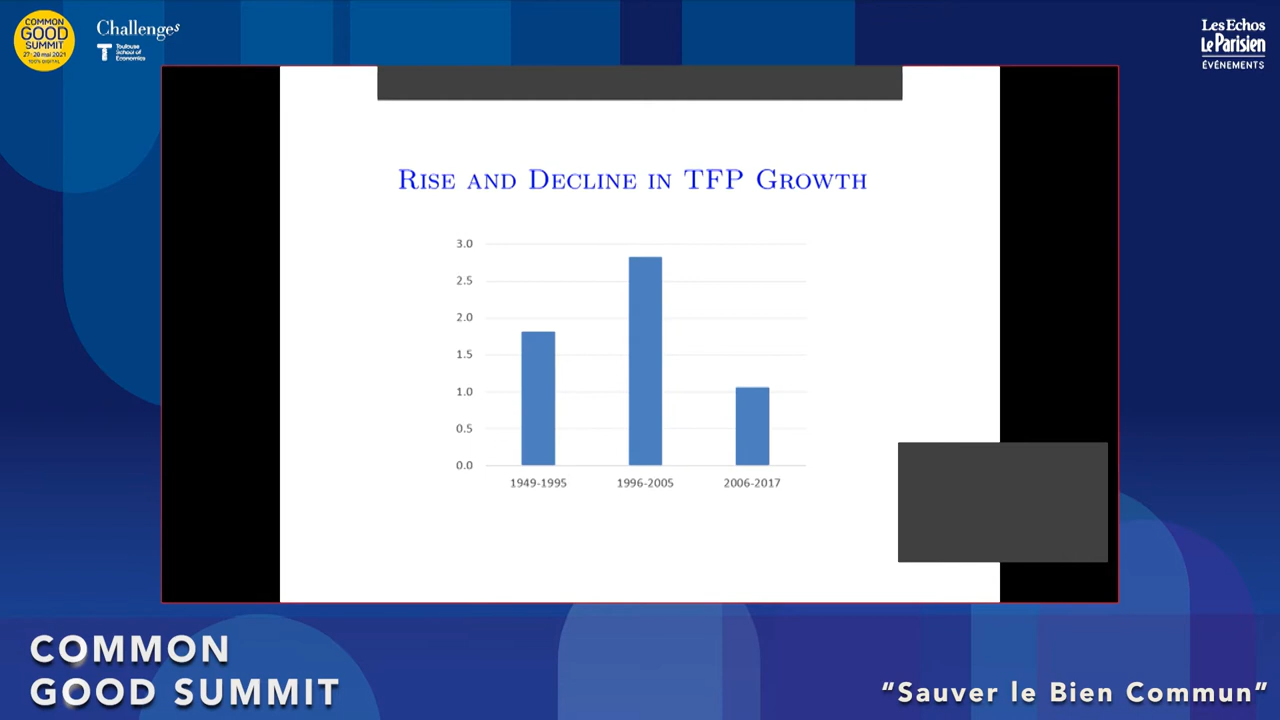 COMMON
GOOD
SUMMIT
27·28 mai 2021
100% DIGITAL
Challenges
Toulouse
School of
Economics
Les Echos
Le Parisien
ÉVÉNEMENTS
RISE AND DECLINE IN TFP GROWTH
3.0
2.5
2.0
1.5
1.0
0.5
0.0
1949-1995
1996-2005
2006-2017
COMMON
GOOD SUMMIT
“Sauver le Bien Commun”